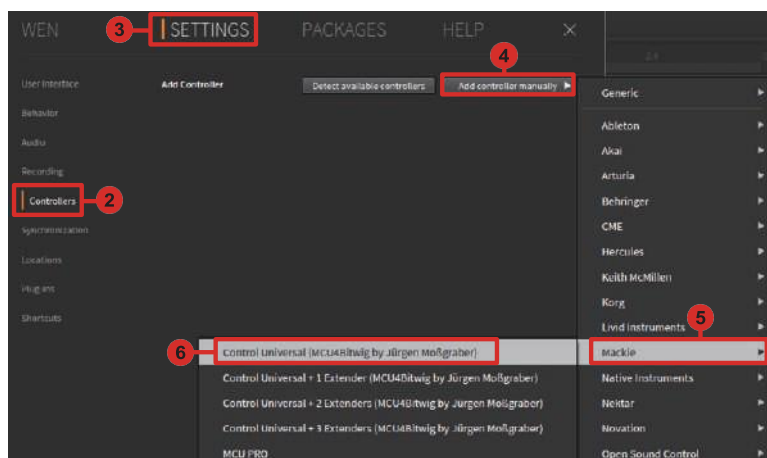 WEN
3
SETTINGS
PACKAGES
HELP
×
4
2.4
User Interface
Add Controller
Detect available controllers
Add controller manually
Generic
Behavior
Ableton
Audio
Akai
Recording
Arturia
Controllers
2
Behringer
Synchronization
CME
Locations
Hercules
Plug-ins
Keith McMillen
Shortcuts
Korg
5
Livid Instruments
6
Control Universal (MCU4Bitwig by Jürgen Moßgraber)
Mackie
Control Universal + 1 Extender (MCU4Bitwig by Jürgen Moßgraber)
Native Instruments
Control Universal + 2 Extenders (MCU4Bitwig by Jürgen Moßgraber)
Nektar
Control Universal + 3 Extenders (MCU4Bitwig by Jürgen Moßgraber)
Novation
MCU PRO
Open Sound Control